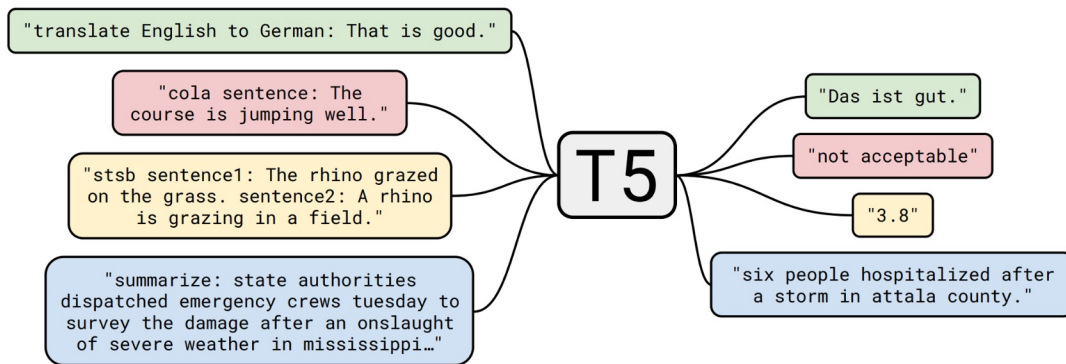 "translate English to German: That is good."
"cola sentence: The
course is jumping well."
"stsb sentence1: The rhino grazed
on the grass. sentence2: A rhino
is grazing in a field."
"summarize: state authorities
dispatched emergency crews tuesday to
survey the damage after an onslaught
of severe weather in mississippi…"
T5
"Das ist gut."
"not acceptable"
"3.8"
"six people hospitalized after
a storm in attala county."